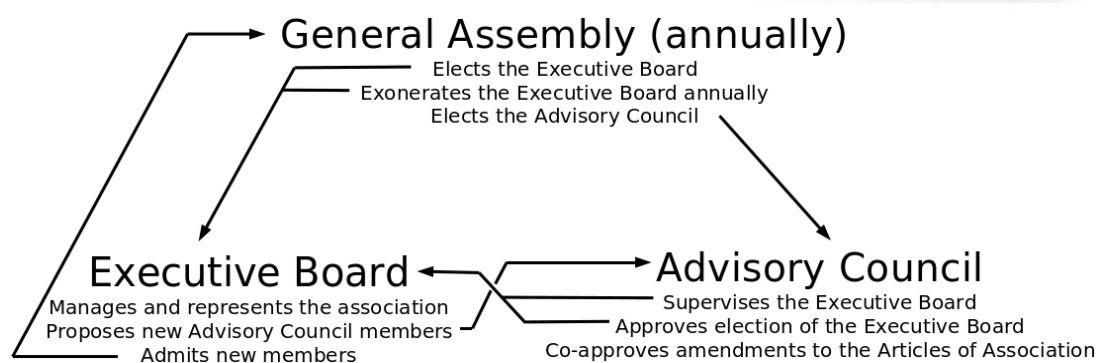 General Assembly (annually)
Elects the Executive Board
Exonerates the Executive Board annually
Elects the Advisory Council
Executive Board
Manages and represents the association
Proposes new Advisory Council members
Admits new members
Advisory Council
Supervises the Executive Board
Approves election of the Executive Board
Co-approves amendments to the Articles of Association